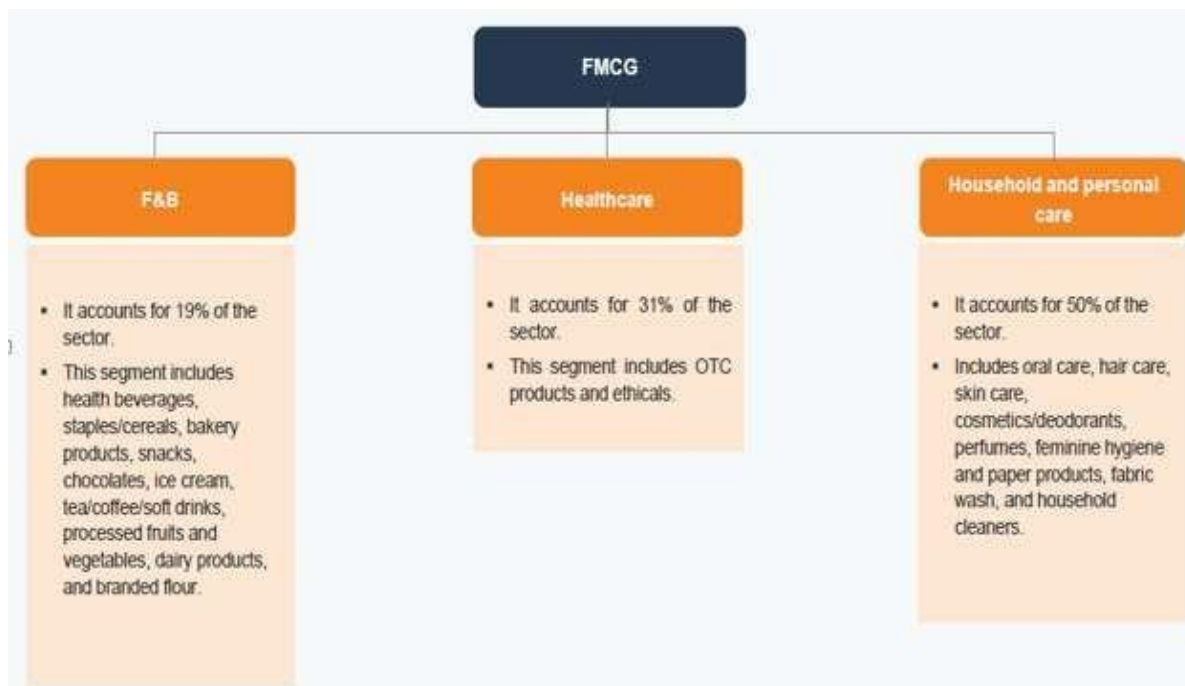 FMCG
F&B
Healthcare
Household and personal
care
▪ It accounts for 19% of the
sector.
▪ This segment includes
health beverages,
staples/cereals, bakery
products, snacks,
chocolates, ice cream,
tea/coffee/soft drinks,
processed fruits and
vegetables, dairy products,
and branded flour.
▪ It accounts for 31% of the
sector.
▪ This segment includes OTC
products and ethicals.
▪ It accounts for 50% of the
sector.
▪ Includes oral care, hair care,
skin care,
cosmetics/deodorants,
perfumes, feminine hygiene
and paper products, fabric
wash, and household
cleaners.